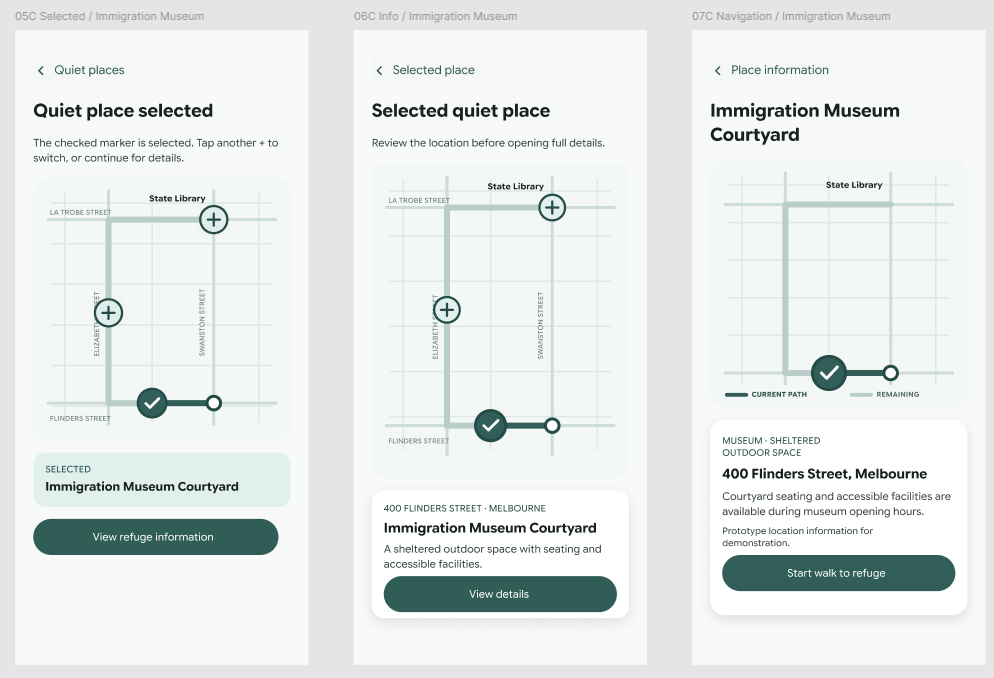 05C Selected / Immigration Museum
Quiet places
Quiet place selected
The checked marker is selected. Tap another + to
switch, or continue for details.
State Library
LA TROBE STREET
ELIZABETH STREET
SWANSTON STREET
FLINDERS STREET
SELECTED
Immigration Museum Courtyard
View refuge information
06C Info / Immigration Museum
Selected place
Selected quiet place
Review the location before opening full details.
State Library
LA TROBE STREET
ELIZABETH STREET
SWANSTON STREET
FLINDERS STREET
400 FLINDERS STREET · MELBOURNE
Immigration Museum Courtyard
A sheltered outdoor space with seating and
accessible facilities.
View details
07C Navigation / Immigration Museum
Place information
Immigration Museum
Courtyard
State Library
CURRENT PATH
REMAINING
MUSEUM · SHELTERED
OUTDOOR SPACE
400 Flinders Street, Melbourne
Courtyard seating and accessible facilities are
available during museum opening hours.
Prototype location information for
demonstration.
Start walk to refuge